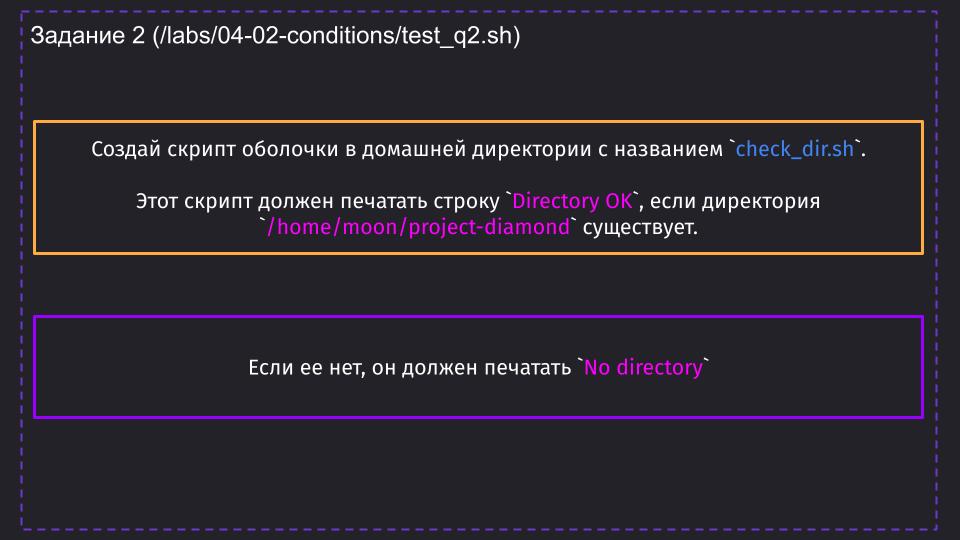 Задание 2 (/labs/04-02-conditions/test_q2.sh)
Создай скрипт оболочки в домашней директории с названием `check_dir.sh`.
Этот скрипт должен печатать строку `Directory OK`, если директория
`/home/moon/project-diamond` существует.
Если ее нет, он должен печатать `No directory`